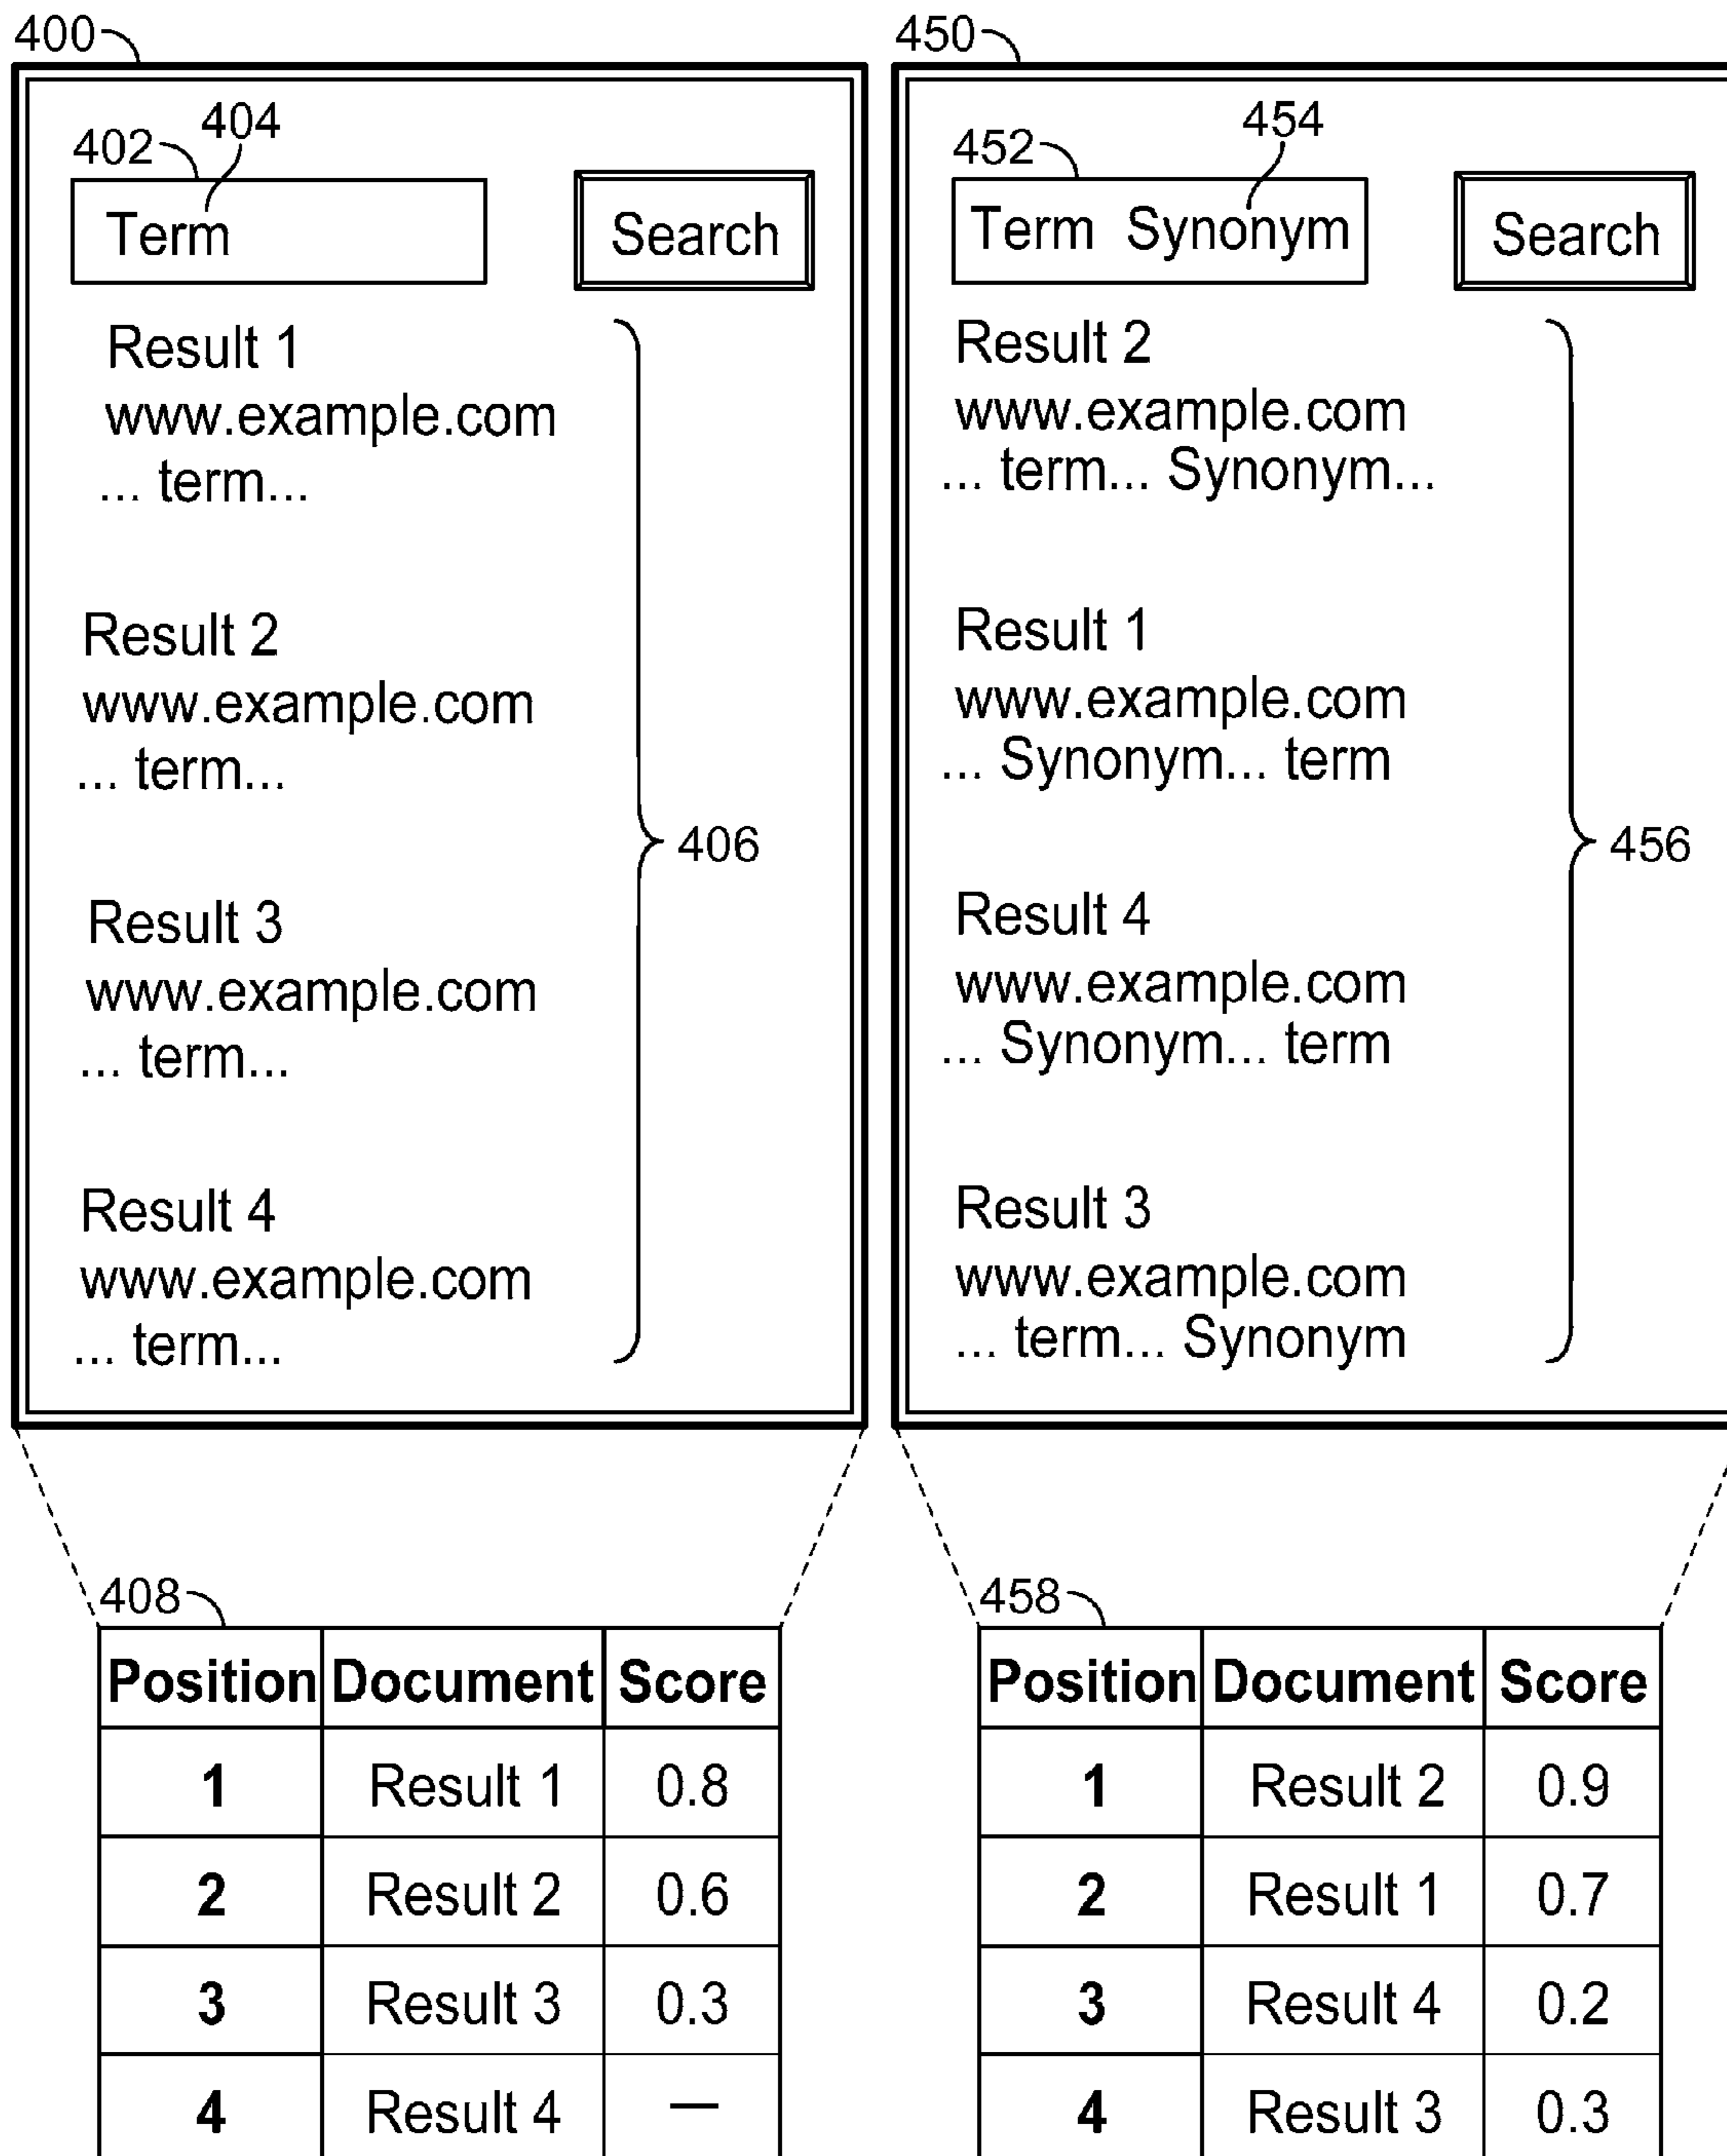 400
402
404
Term
Search
Result 1
www.example.com
... term...
Result 2
www.example.com
... term...
Result 3
www.example.com
... term...
Result 4
www.example.com
... term...
406
408
Position Document Score
1 Result 1 0.8
2 Result 2 0.6
3 Result 3 0.3
4 Result 4 —
450
452
454
Term Synonym
Search
Result 2
www.example.com
... term... Synonym...
Result 1
www.example.com
... Synonym... term
Result 4
www.example.com
... Synonym... term
Result 3
www.example.com
... term... Synonym
456
458
Position Document Score
1 Result 2 0.9
2 Result 1 0.7
3 Result 4 0.2
4 Result 3 0.3